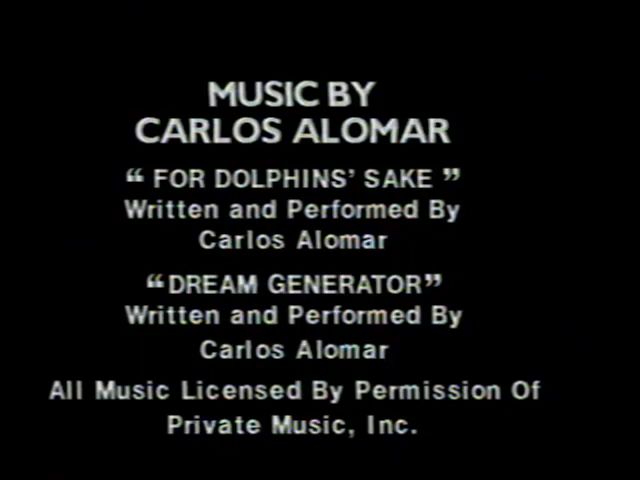 MUSIC BY
CARLOS ALOMAR
“ FOR DOLPHINS’ SAKE ”
Written and Performed By
Carlos Alomar
“DREAM GENERATOR”
Written and Performed By
Carlos Alomar
All Music Licensed By Permission Of
Private Music, Inc.